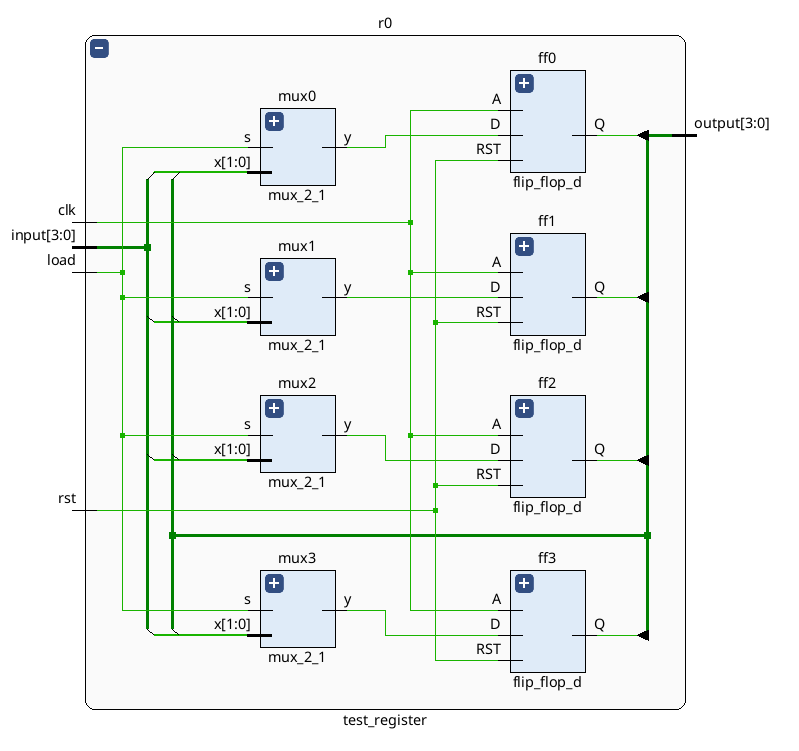 r0
ff0
mux0
A
D
Q
output[3:0]
s
y
RST
x[1:0]
mux_2_1
flip_flop_d
clk
input[3:0]
load
ff1
mux1
A
s
y
D
Q
x[1:0]
RST
mux_2_1
flip_flop_d
mux2
ff2
s
y
A
x[1:0]
D
Q
mux_2_1
RST
rst
flip_flop_d
mux3
ff3
s
y
A
x[1:0]
D
Q
mux_2_1
RST
flip_flop_d
test_register